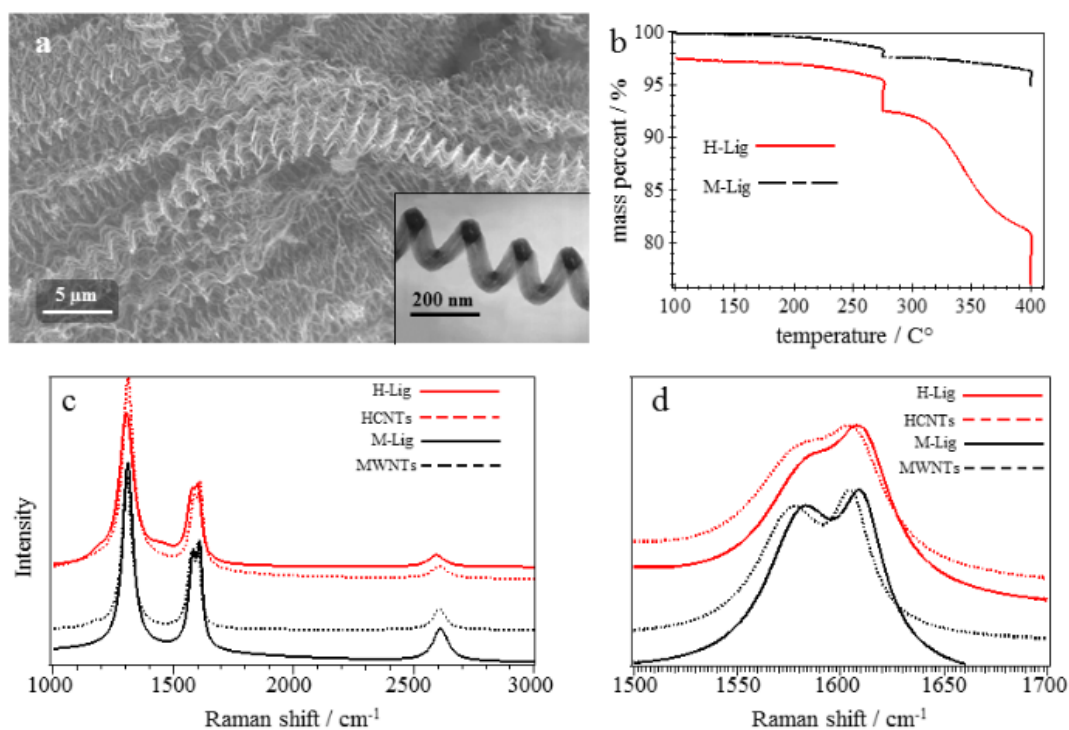 a
5 µm
200 nm
b
100
95
90
85
80
mass percent / %
H-Lig
M-Lig
100 150 200 250 300 350 400
temperature / C°
c
H-Lig
HCNTs
M-Lig
MWNTs
Intensity
1000 1500 2000 2500 3000
Raman shift / cm⁻¹
d
H-Lig
HCNTs
M-Lig
MWNTs
1500 1550 1600 1650 1700
Raman shift / cm⁻¹